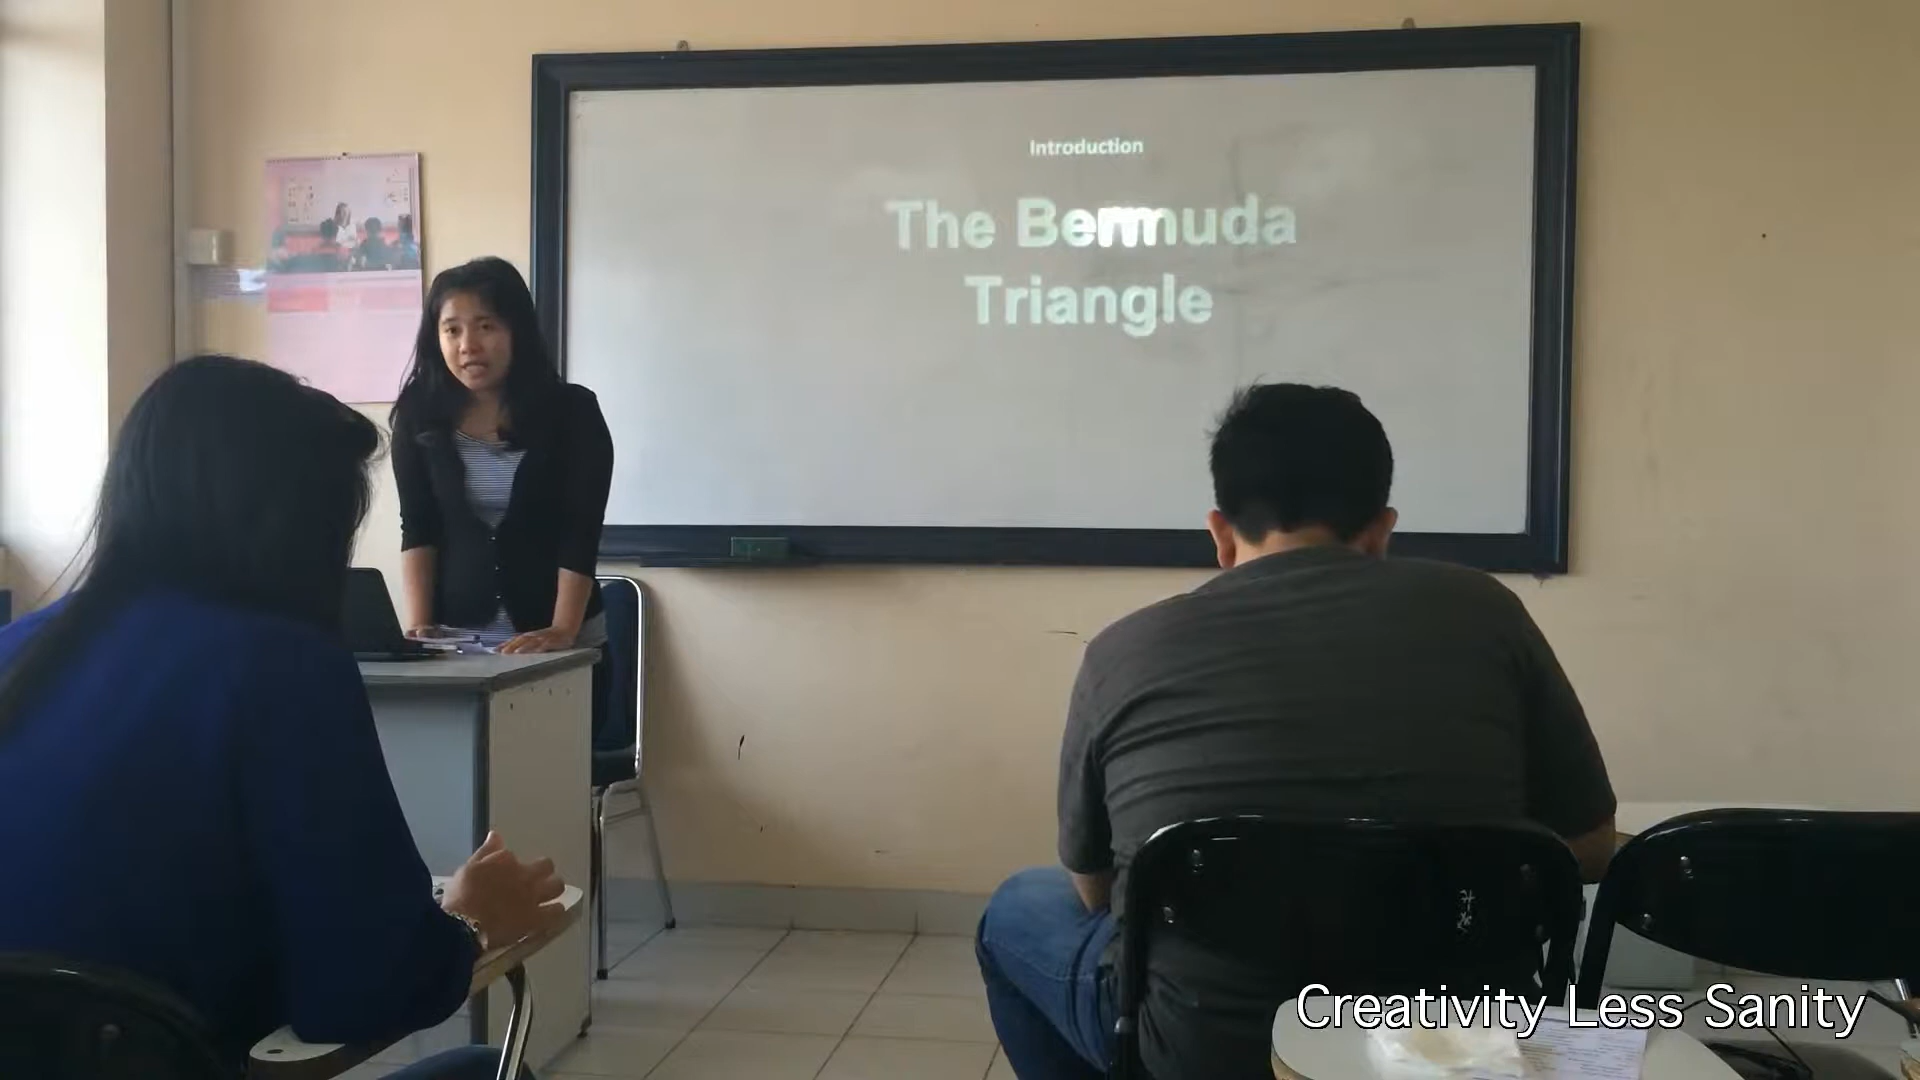 Introduction
The Bermuda
Triangle
Creativity Less Sanity